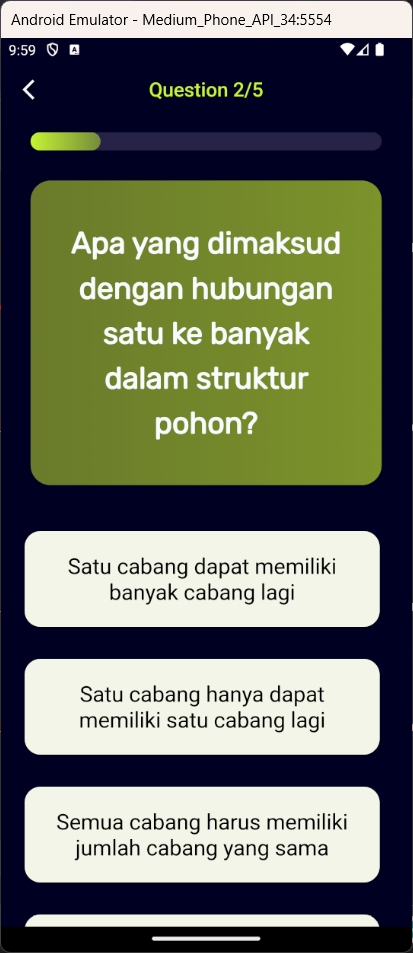 Android Emulator - Medium_Phone_API_34:5554
9:59
A
Question 2/5
Apa yang dimaksud
dengan hubungan
satu ke banyak
dalam struktur
pohon?
Satu cabang dapat memiliki
banyak cabang lagi
Satu cabang hanya dapat
memiliki satu cabang lagi
Semua cabang harus memiliki
jumlah cabang yang sama